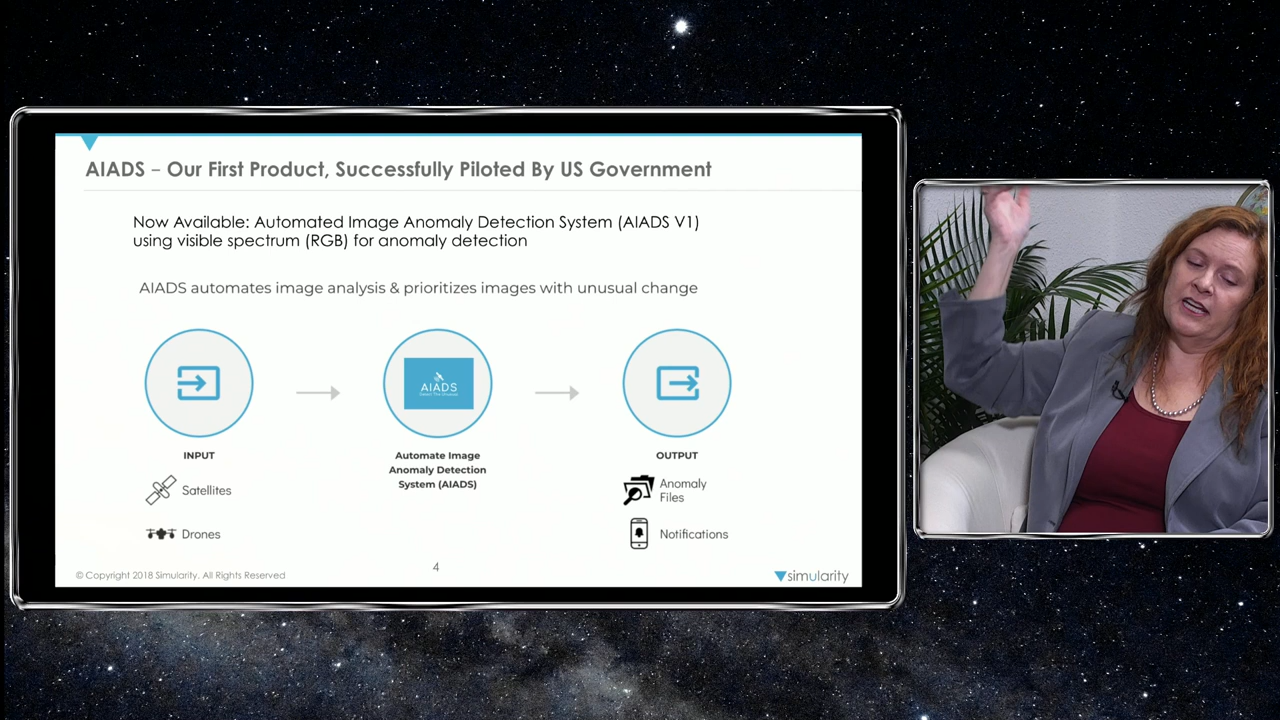 AIADS – Our First Product, Successfully Piloted By US Government
Now Available: Automated Image Anomaly Detection System (AIADS V1)
using visible spectrum (RGB) for anomaly detection
AIADS automates image analysis & prioritizes images with unusual change
AIADS
INPUT
Automate Image
Anomaly Detection
System (AIADS)
OUTPUT
Satellites
Anomaly
Files
Drones
Notifications
4
© Copyright 2018 Simularity. All Rights Reserved
simularity